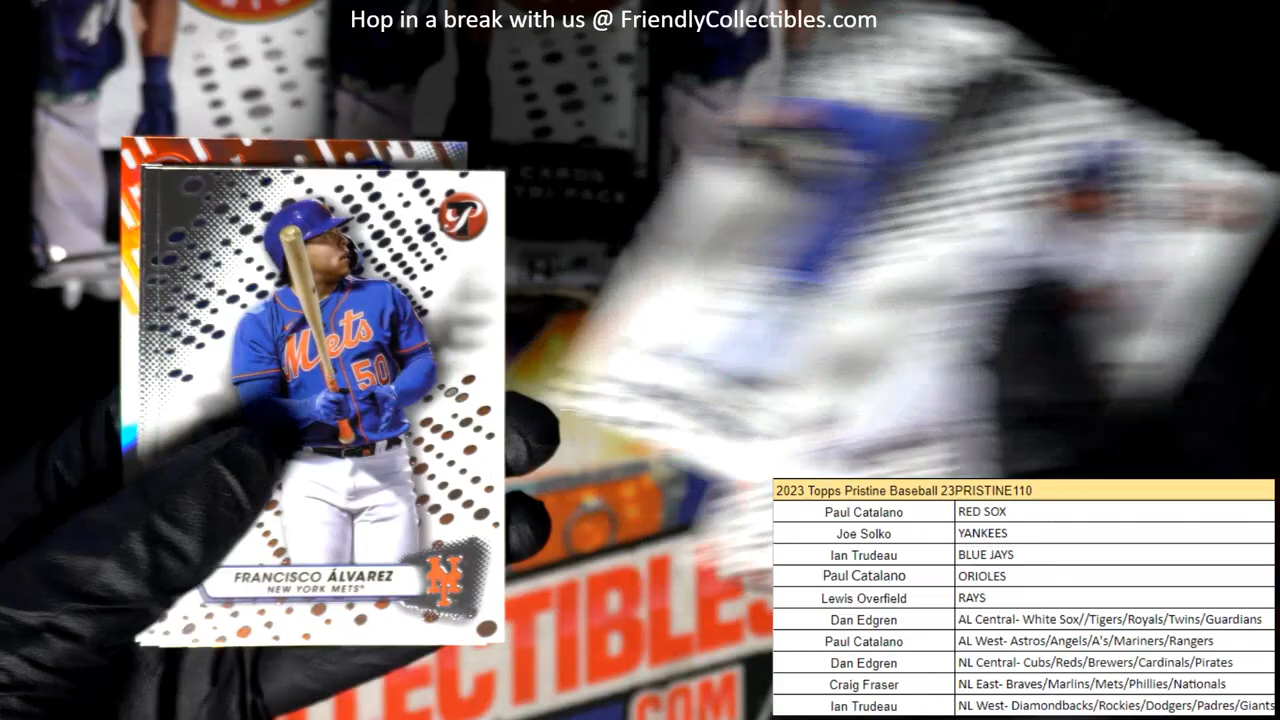 Hop in a break with us @ FriendlyCollectibles.com
CARDS
Mets
50
FRANCISCO ÁLVAREZ
NEW YORK METS
2023 Topps Pristine Baseball 23PRISTINE110
Paul Catalano RED SOX
Joe Solko YANKEES
Ian Trudeau BLUE JAYS
Paul Catalano ORIOLES
Lewis Overfield RAYS
Dan Edgren AL Central- White Sox//Tigers/Royals/Twins/Guardians
Paul Catalano AL West- Astros/Angels/A's/Mariners/Rangers
Dan Edgren NL Central- Cubs/Reds/Brewers/Cardinals/Pirates
Craig Fraser NL East- Braves/Marlins/Mets/Phillies/Nationals
Ian Trudeau NL West- Diamondbacks/Rockies/Dodgers/Padres/Giants